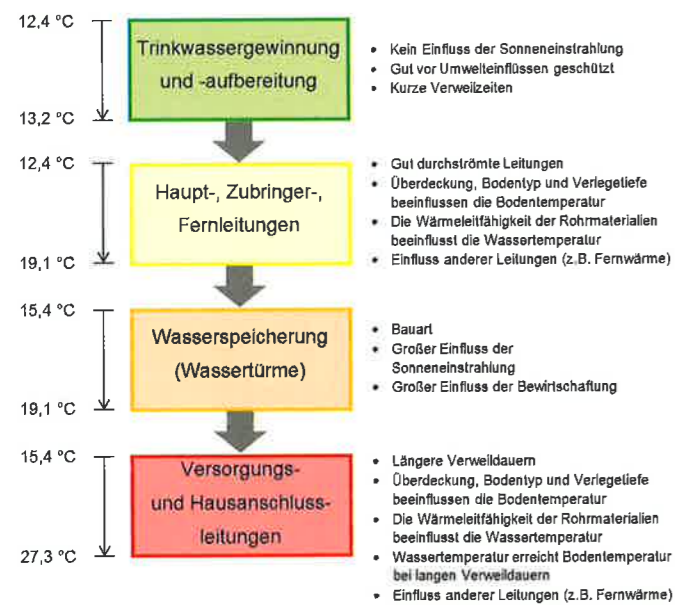 12,4 °C
Trinkwassergewinnung
und -aufbereitung
13,2 °C
• Kein Einfluss der Sonneneinstrahlung
• Gut vor Umwelteinflüssen geschützt
• Kurze Verweilzeiten
12,4 °C
Haupt-, Zubringer-,
Fernleitungen
19,1 °C
• Gut durchströmte Leitungen
• Überdeckung, Bodentyp und Verlegetiefe
beeinflussen die Bodentemperatur
• Die Wärmeleitfähigkeit der Rohrmaterialien
beeinflusst die Wassertemperatur
• Einfluss anderer Leitungen (z.B. Fernwärme)
15,4 °C
Wasserspeicherung
(Wassertürme)
19,1 °C
• Bauart
• Großer Einfluss der
Sonneneinstrahlung
• Großer Einfluss der Bewirtschaftung
15,4 °C
Versorgungs-
und Hausanschluss-
leitungen
27,3 °C
• Längere Verweildauern
• Überdeckung, Bodentyp und Verlegetiefe
beeinflussen die Bodentemperatur
• Die Wärmeleitfähigkeit der Rohrmaterialien
beeinflusst die Wassertemperatur
• Wassertemperatur erreicht Bodentemperatur
bei langen Verweildauern
• Einfluss anderer Leitungen (z.B. Fernwärme)